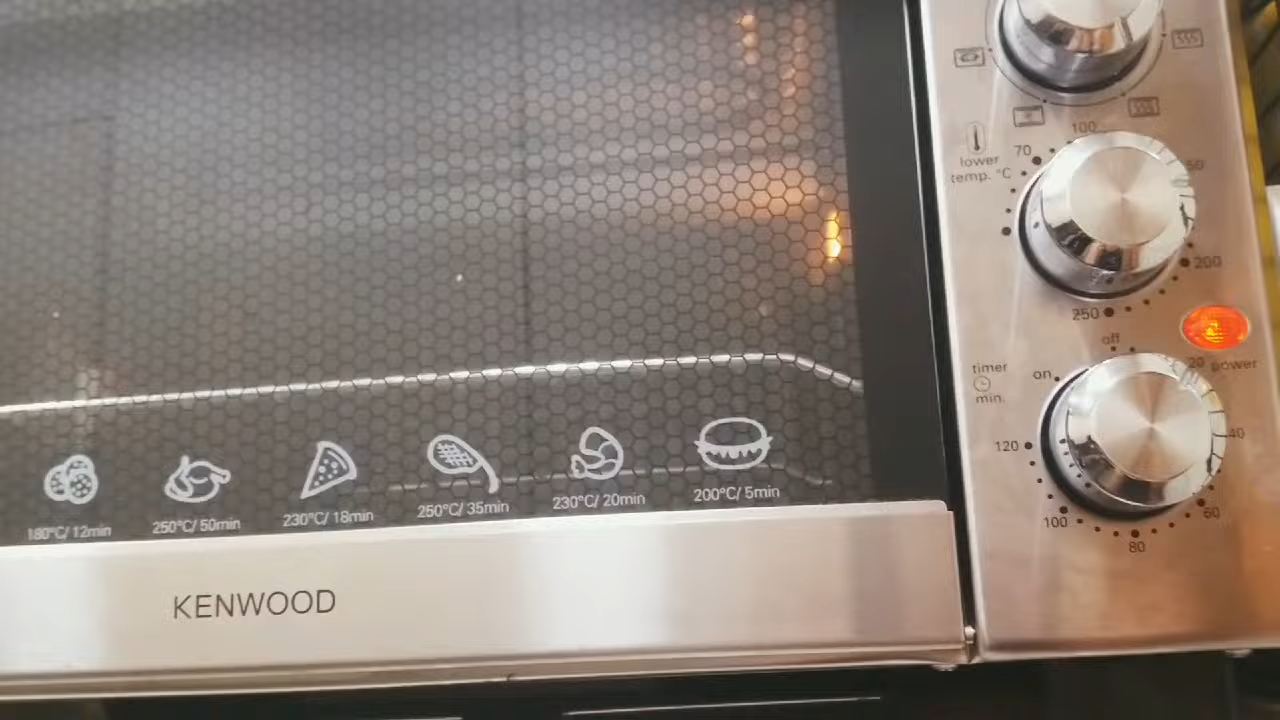 180°C/ 12min
250°C/ 50min
230°C/ 18min
250°C/ 35min
230°C/ 20min
200°C/ 5min
KENWOOD
lower
temp. °C
70
100
50
200
250
power
timer
min.
off
on
20
40
60
80
100
120